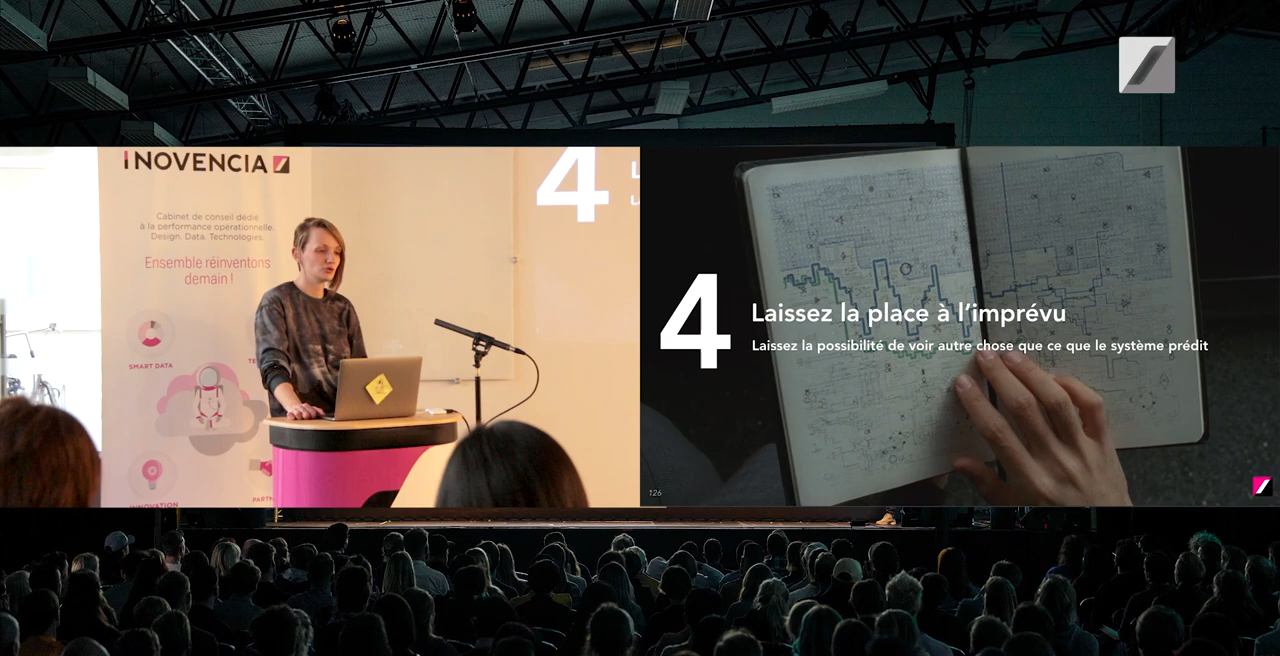 INOVENCIA
Cabinet de conseil dédié
à la performance opérationnelle.
Design. Data. Technologies.
Ensemble réinventons
demain !
SMART DATA
INNOVATION
4
4
Laissez la place à l'imprévu
Laissez la possibilité de voir autre chose que ce que le système prédit
126